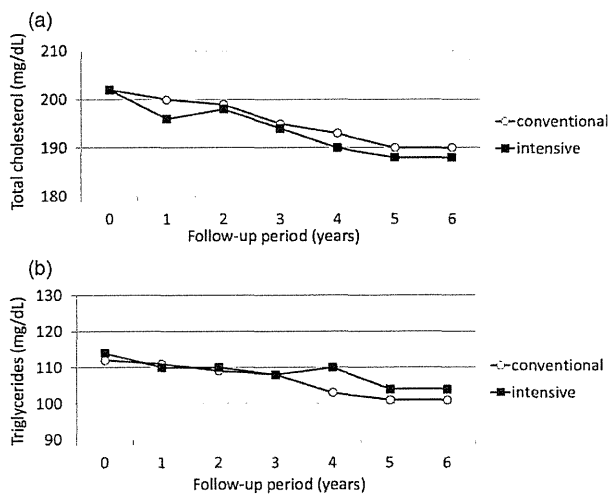 (a)
Total cholesterol (mg/dL)
210
200
190
180
0 1 2 3 4 5 6
Follow-up period (years)
conventional
intensive
(b)
Triglycerides (mg/dL)
130
120
110
100
90
0 1 2 3 4 5 6
Follow-up period (years)
conventional
intensive